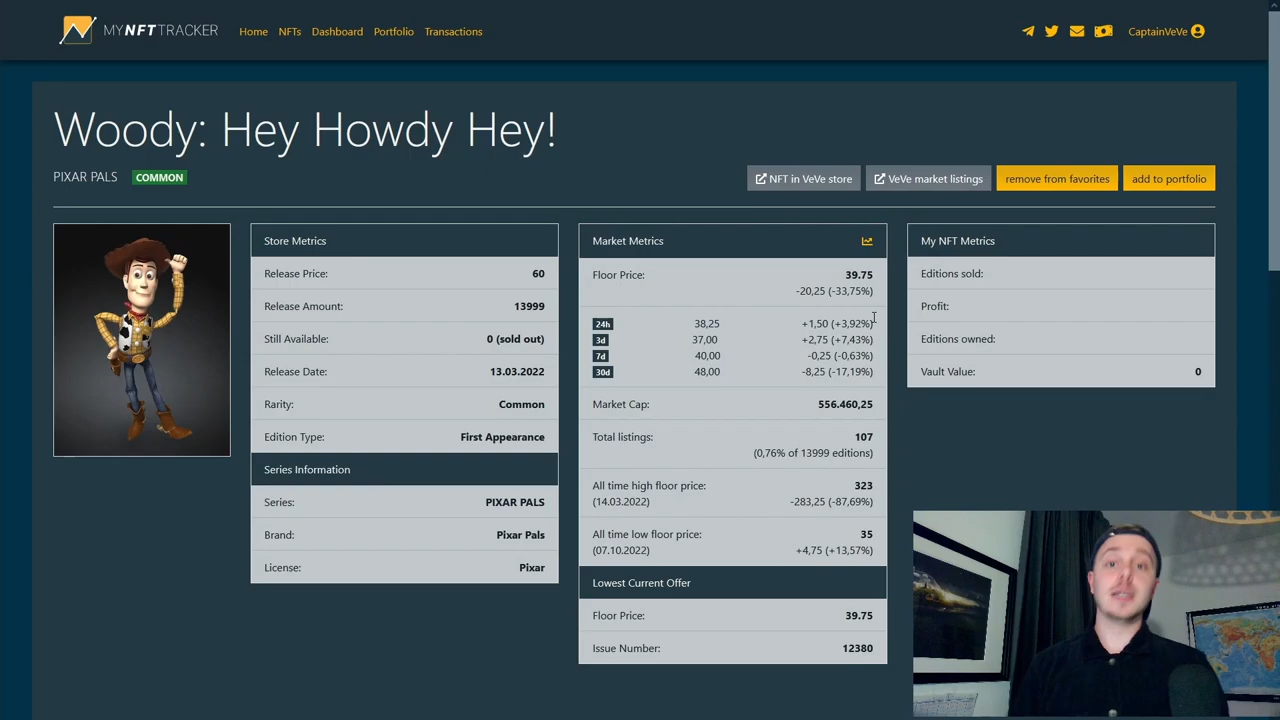 MYNFTTRACKER Home NFTs Dashboard Portfolio Transactions CaptainVeVe
Woody: Hey Howdy Hey!
PIXAR PALS COMMON
NFT in VeVe store VeVe market listings remove from favorites add to portfolio
Store Metrics
Release Price: 60
Release Amount: 13999
Still Available: 0 (sold out)
Release Date: 13.03.2022
Rarity: Common
Edition Type: First Appearance
Series Information
Series: PIXAR PALS
Brand: Pixar Pals
License: Pixar
Market Metrics
Floor Price: 39.75
-20,25 (-33,75%)
24h 38,25 +1,50 (+3,92%)
3d 37,00 +2,75 (+7,43%)
7d 40,00 -0,25 (-0,63%)
30d 48,00 -8,25 (-17,19%)
Market Cap: 556.460,25
Total listings: 107
(0,76% of 13999 editions)
All time high floor price: 323
(14.03.2022) -283,25 (-87,69%)
All time low floor price: 35
(07.10.2022) +4,75 (+13,57%)
Lowest Current Offer
Floor Price: 39.75
Issue Number: 12380
My NFT Metrics
Editions sold:
Profit:
Editions owned:
Vault Value: 0